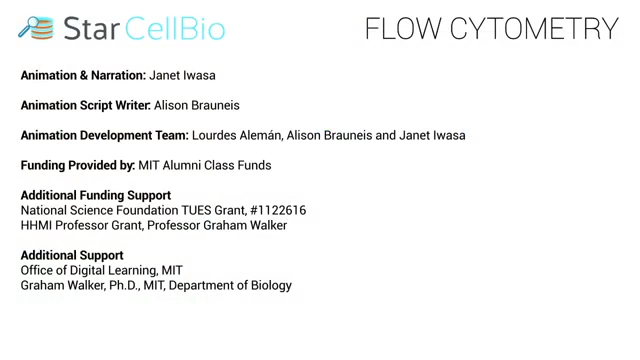 StarCellBio
FLOW CYTOMETRY
Animation & Narration: Janet Iwasa
Animation Script Writer: Alison Brauneis
Animation Development Team: Lourdes Alemán, Alison Brauneis and Janet Iwasa
Funding Provided by: MIT Alumni Class Funds
Additional Funding Support
National Science Foundation TUES Grant, #1122616
HHMI Professor Grant, Professor Graham Walker
Additional Support
Office of Digital Learning, MIT
Graham Walker, Ph.D., MIT, Department of Biology